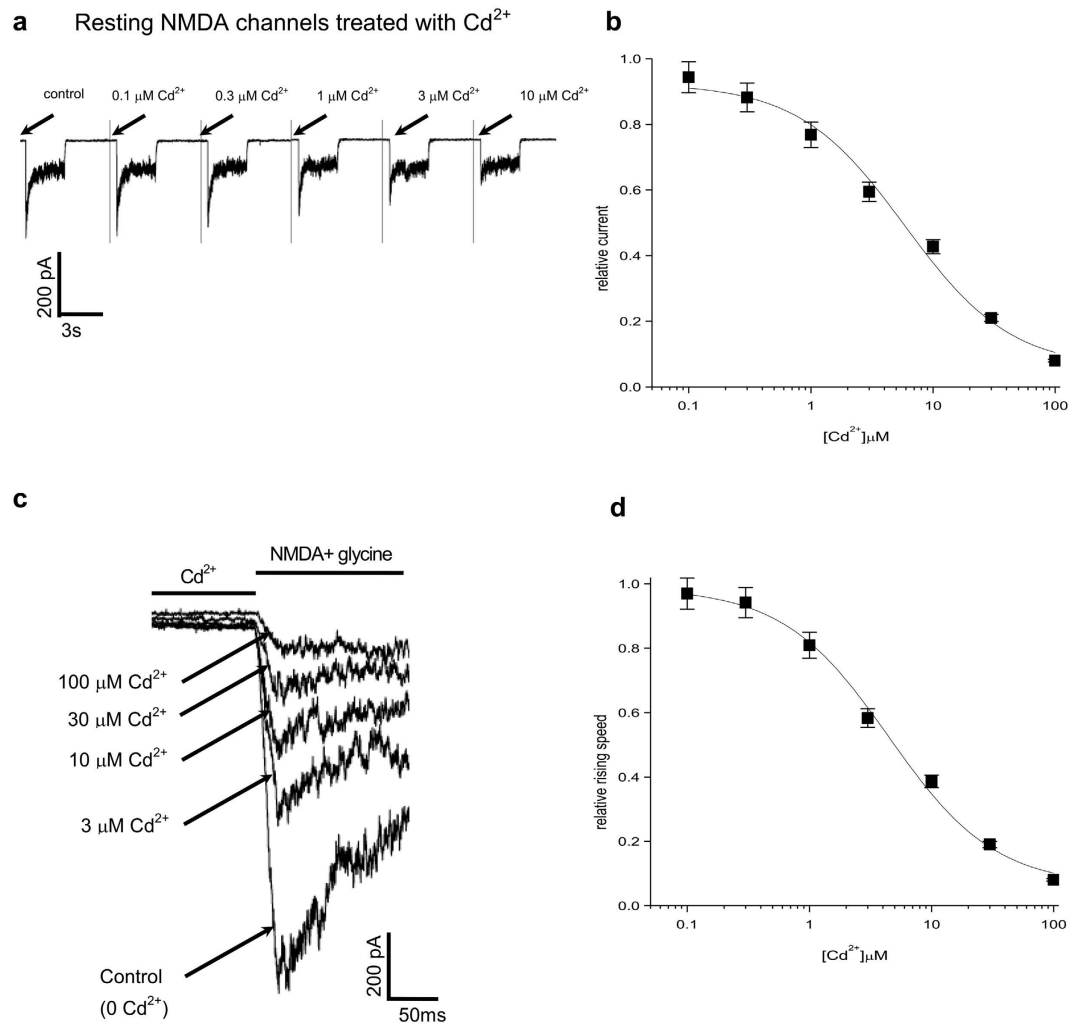 a
Resting NMDA channels treated with Cd²⁺
control
0.1 μM Cd²⁺
0.3 μM Cd²⁺
1 μM Cd²⁺
3 μM Cd²⁺
10 μM Cd²⁺
200 pA
3s
b
1.0
0.8
0.6
0.4
0.2
0.0
relative current
0.1
1
10
100
[Cd²⁺]μM
c
NMDA+ glycine
Cd²⁺
100 μM Cd²⁺
30 μM Cd²⁺
10 μM Cd²⁺
3 μM Cd²⁺
Control
(0 Cd²⁺)
200 pA
50ms
d
1.0
0.8
0.6
0.4
0.2
0.0
relative rising speed
0.1
1
10
100
[Cd²⁺]μM